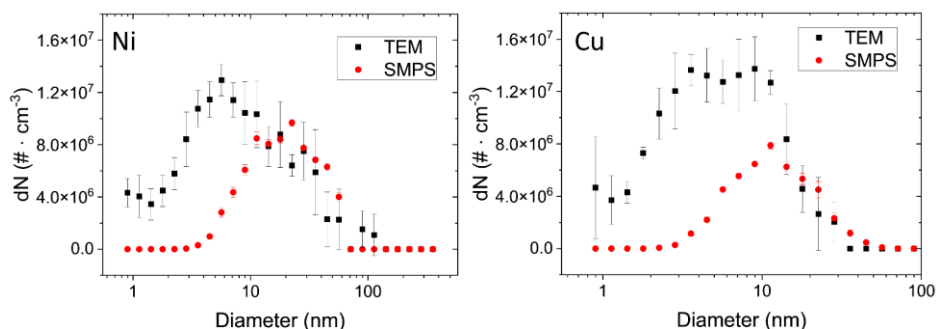 Ni
TEM
SMPS
1.6×10⁷
1.2×10⁷
8.0×10⁶
4.0×10⁶
0.0
dN (# · cm⁻³)
1 10 100
Diameter (nm)
Cu
TEM
SMPS
1.6×10⁷
1.2×10⁷
8.0×10⁶
4.0×10⁶
0.0
dN (# · cm⁻³)
1 10 100
Diameter (nm)